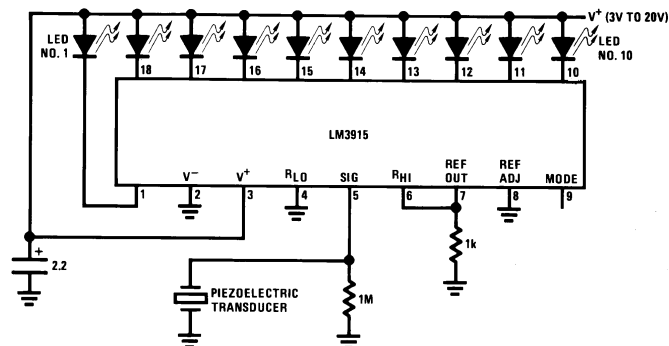 V+ (3V TO 20V)
LED
NO. 1
LED
NO. 10
18 17 16 15 14 13 12 11 10
LM3915
V− V+ RLO SIG RHI REF OUT REF ADJ MODE
1 2 3 4 5 6 7 8 9
+
2.2
1k
PIEZOELECTRIC
TRANSDUCER
1M